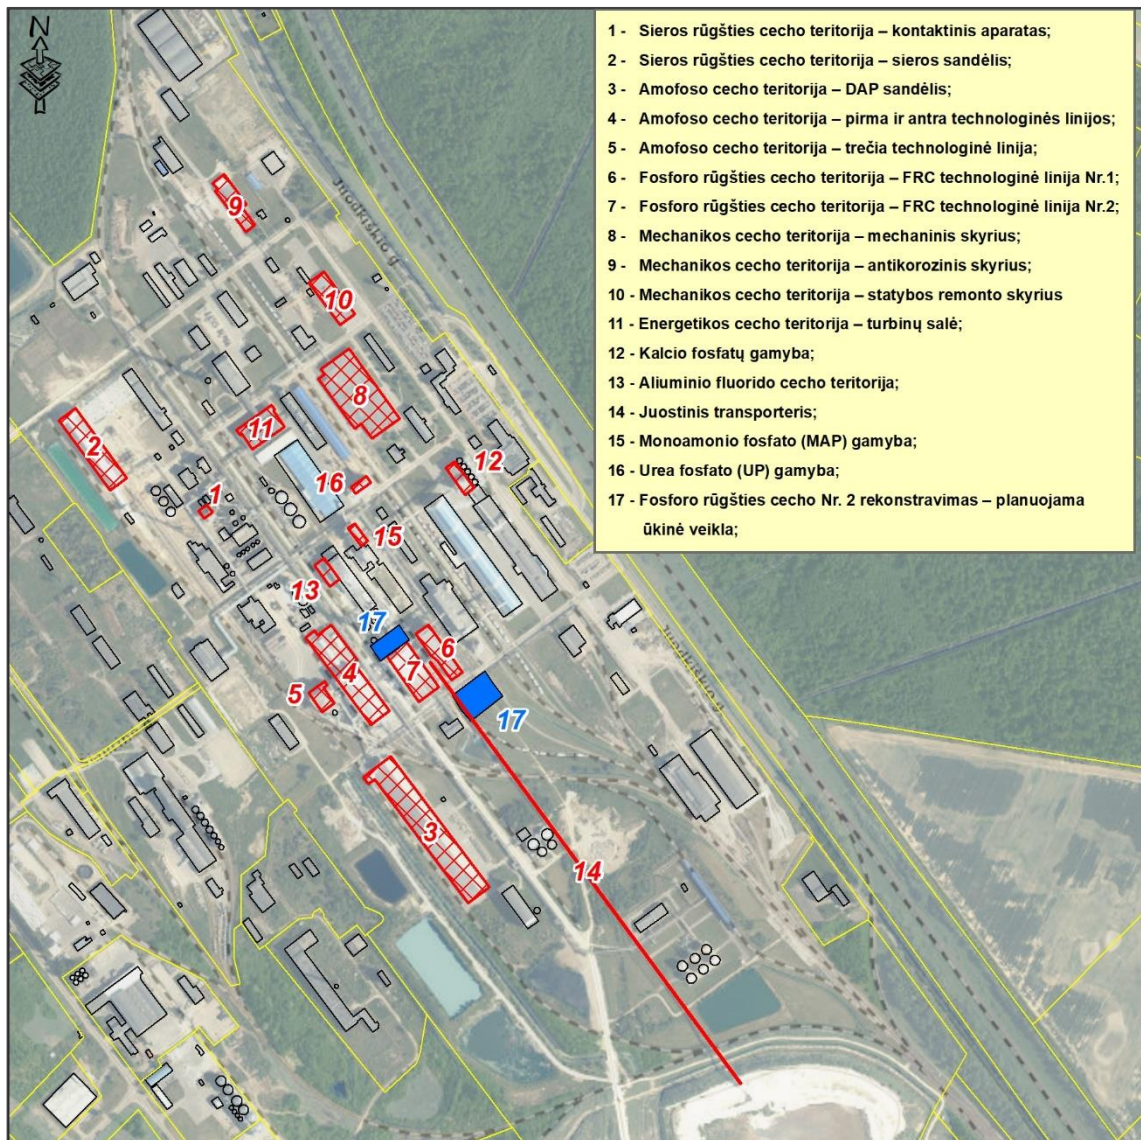 N
1 - Sieros rūgšties cecho teritorija – kontaktinis aparatas;
2 - Sieros rūgšties cecho teritorija – sieros sandėlis;
3 - Amofoso cecho teritorija – DAP sandėlis;
4 - Amofoso cecho teritorija – pirma ir antra technologinės linijos;
5 - Amofoso cecho teritorija – trečia technologinė linija;
6 - Fosforo rūgšties cecho teritorija – FRC technologinė linija Nr.1;
7 - Fosforo rūgšties cecho teritorija – FRC technologinė linija Nr.2;
8 - Mechanikos cecho teritorija – mechaninis skyrius;
9 - Mechanikos cecho teritorija – antikorozinis skyrius;
10 - Mechanikos cecho teritorija – statybos remonto skyrius
11 - Energetikos cecho teritorija – turbinų salė;
12 - Kalcio fosfatų gamyba;
13 - Aliuminio fluorido cecho teritorija;
14 - Juostinis transporteris;
15 - Monoamonio fosfato (MAP) gamyba;
16 - Urea fosfato (UP) gamyba;
17 - Fosforo rūgšties cecho Nr. 2 rekonstravimas – planuojama
ūkinė veikla;
Juodkiškio g
9
10
8
2
11
12
16
1
15
13
17
6
7
4
5
17
Juodkiškio g
3
14